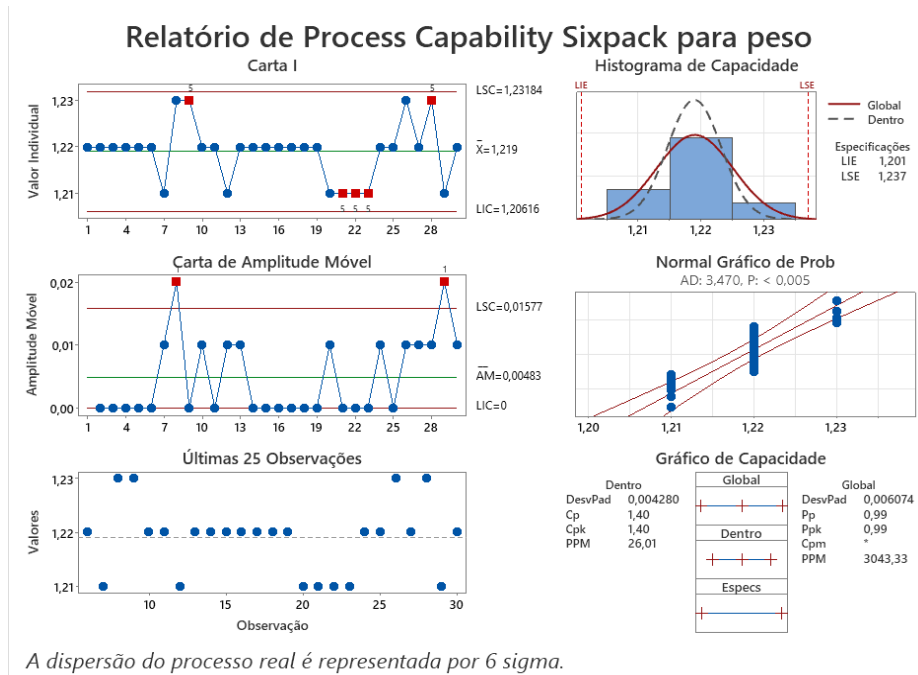 Relatório de Process Capability Sixpack para peso
Carta I
Valor Individual
1,23
1,22
1,21
5
5
5 5 5
LSC=1,23184
X=1,219
LIC=1,20616
1 4 7 10 13 16 19 22 25 28
Carta de Amplitude Móvel
Amplitude Móvel
0,02
0,01
0,00
1
1
LSC=0,01577
AM=0,00483
LIC=0
1 4 7 10 13 16 19 22 25 28
Últimas 25 Observações
Valores
1,23
1,22
1,21
10 15 20 25 30
Observação
Histograma de Capacidade
LIE LSE
Global
Dentro
Especificações
LIE 1,201
LSE 1,237
1,21 1,22 1,23
Normal Gráfico de Prob
AD: 3,470, P: < 0,005
1,20 1,21 1,22 1,23
Gráfico de Capacidade
Dentro
DesvPad 0,004280
Cp 1,40
Cpk 1,40
PPM 26,01
Global
Dentro
Especs
Global
DesvPad 0,006074
Pp 0,99
Ppk 0,99
Cpm *
PPM 3043,33
A dispersão do processo real é representada por 6 sigma.